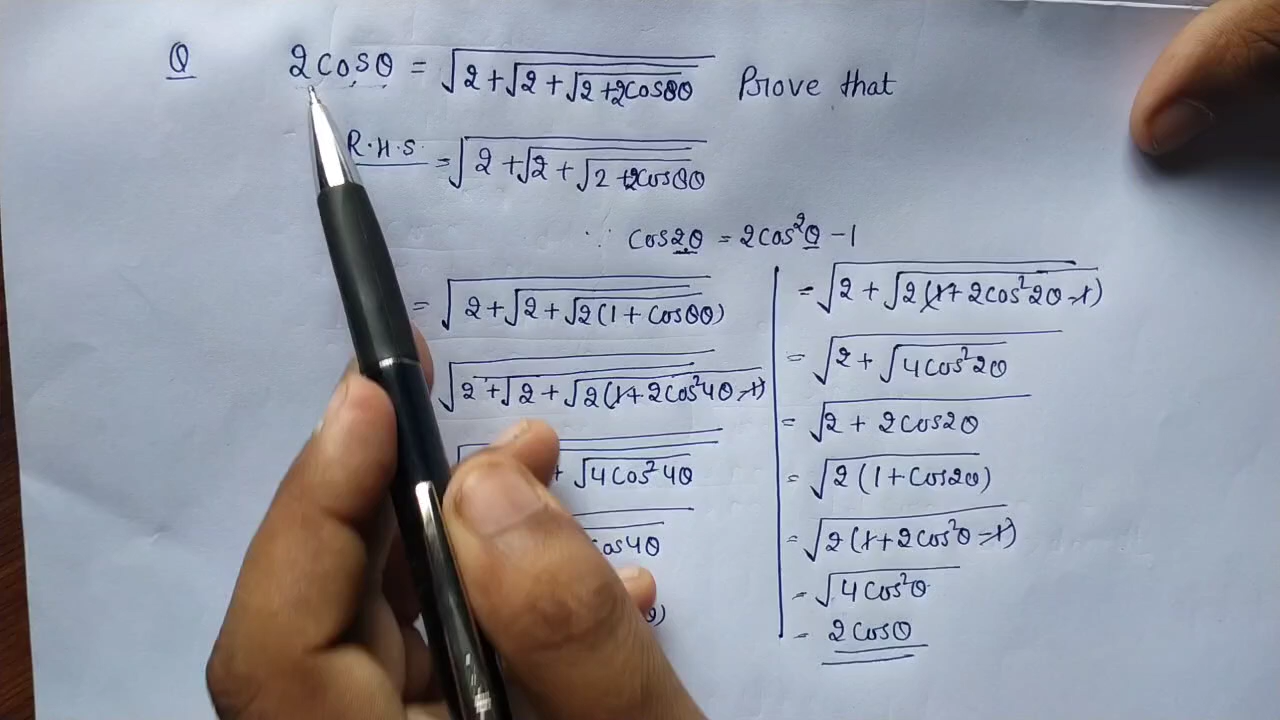 Q 2cosθ = √2+√2+√2+2cos8θ Prove that
R.H.S. = √2+√2+√2+2cos8θ
∵ cos2θ = 2cos²θ -1
= √2+√2+√2(1+cos8θ)
√2+√2+√2(1+2cos²4θ-1)
+ √4cos²4θ
cos4θ
θ)
= √2+√2(1+2cos²2θ-1)
= √2+√4cos²2θ
= √2+2cos2θ
= √2(1+cos2θ)
= √2(1+2cos²θ-1)
= √4cos²θ
= 2cosθ